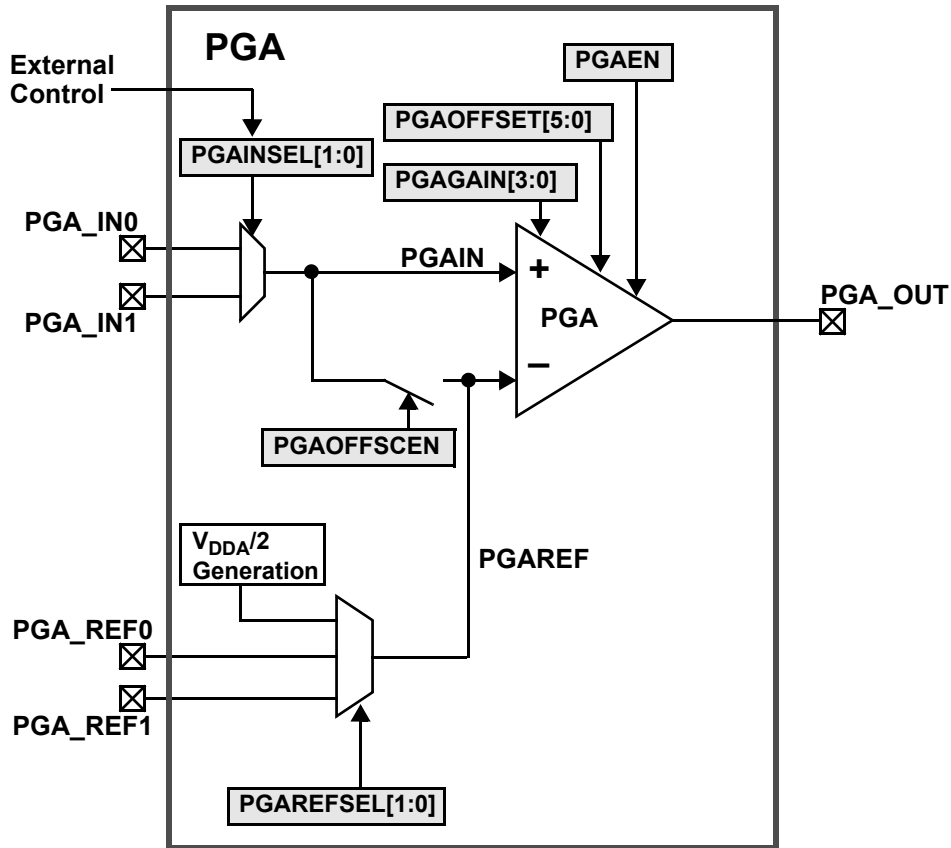 PGA
External
Control
PGAEN
PGAOFFSET[5:0]
PGAINSEL[1:0]
PGAGAIN[3:0]
PGA_IN0
PGAIN
+
PGA_IN1
PGA
PGA_OUT
–
PGAOFFSCEN
VDDA/2
Generation
PGAREF
PGA_REF0
PGA_REF1
PGAREFSEL[1:0]